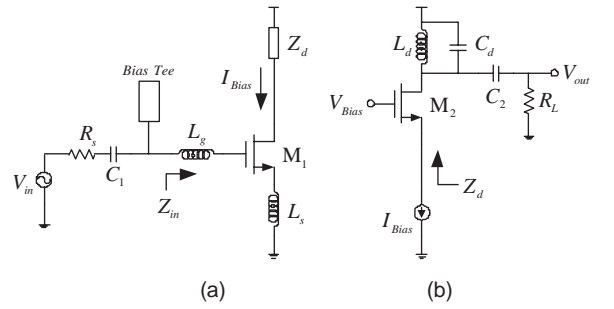 Z_d
L_d
C_d
Bias Tee
I_Bias
V_out
V_Bias
M_2
C_2
R_L
R_s
L_g
M_1
C_1
V_in
Z_in
L_s
Z_d
I_Bias
(a)
(b)